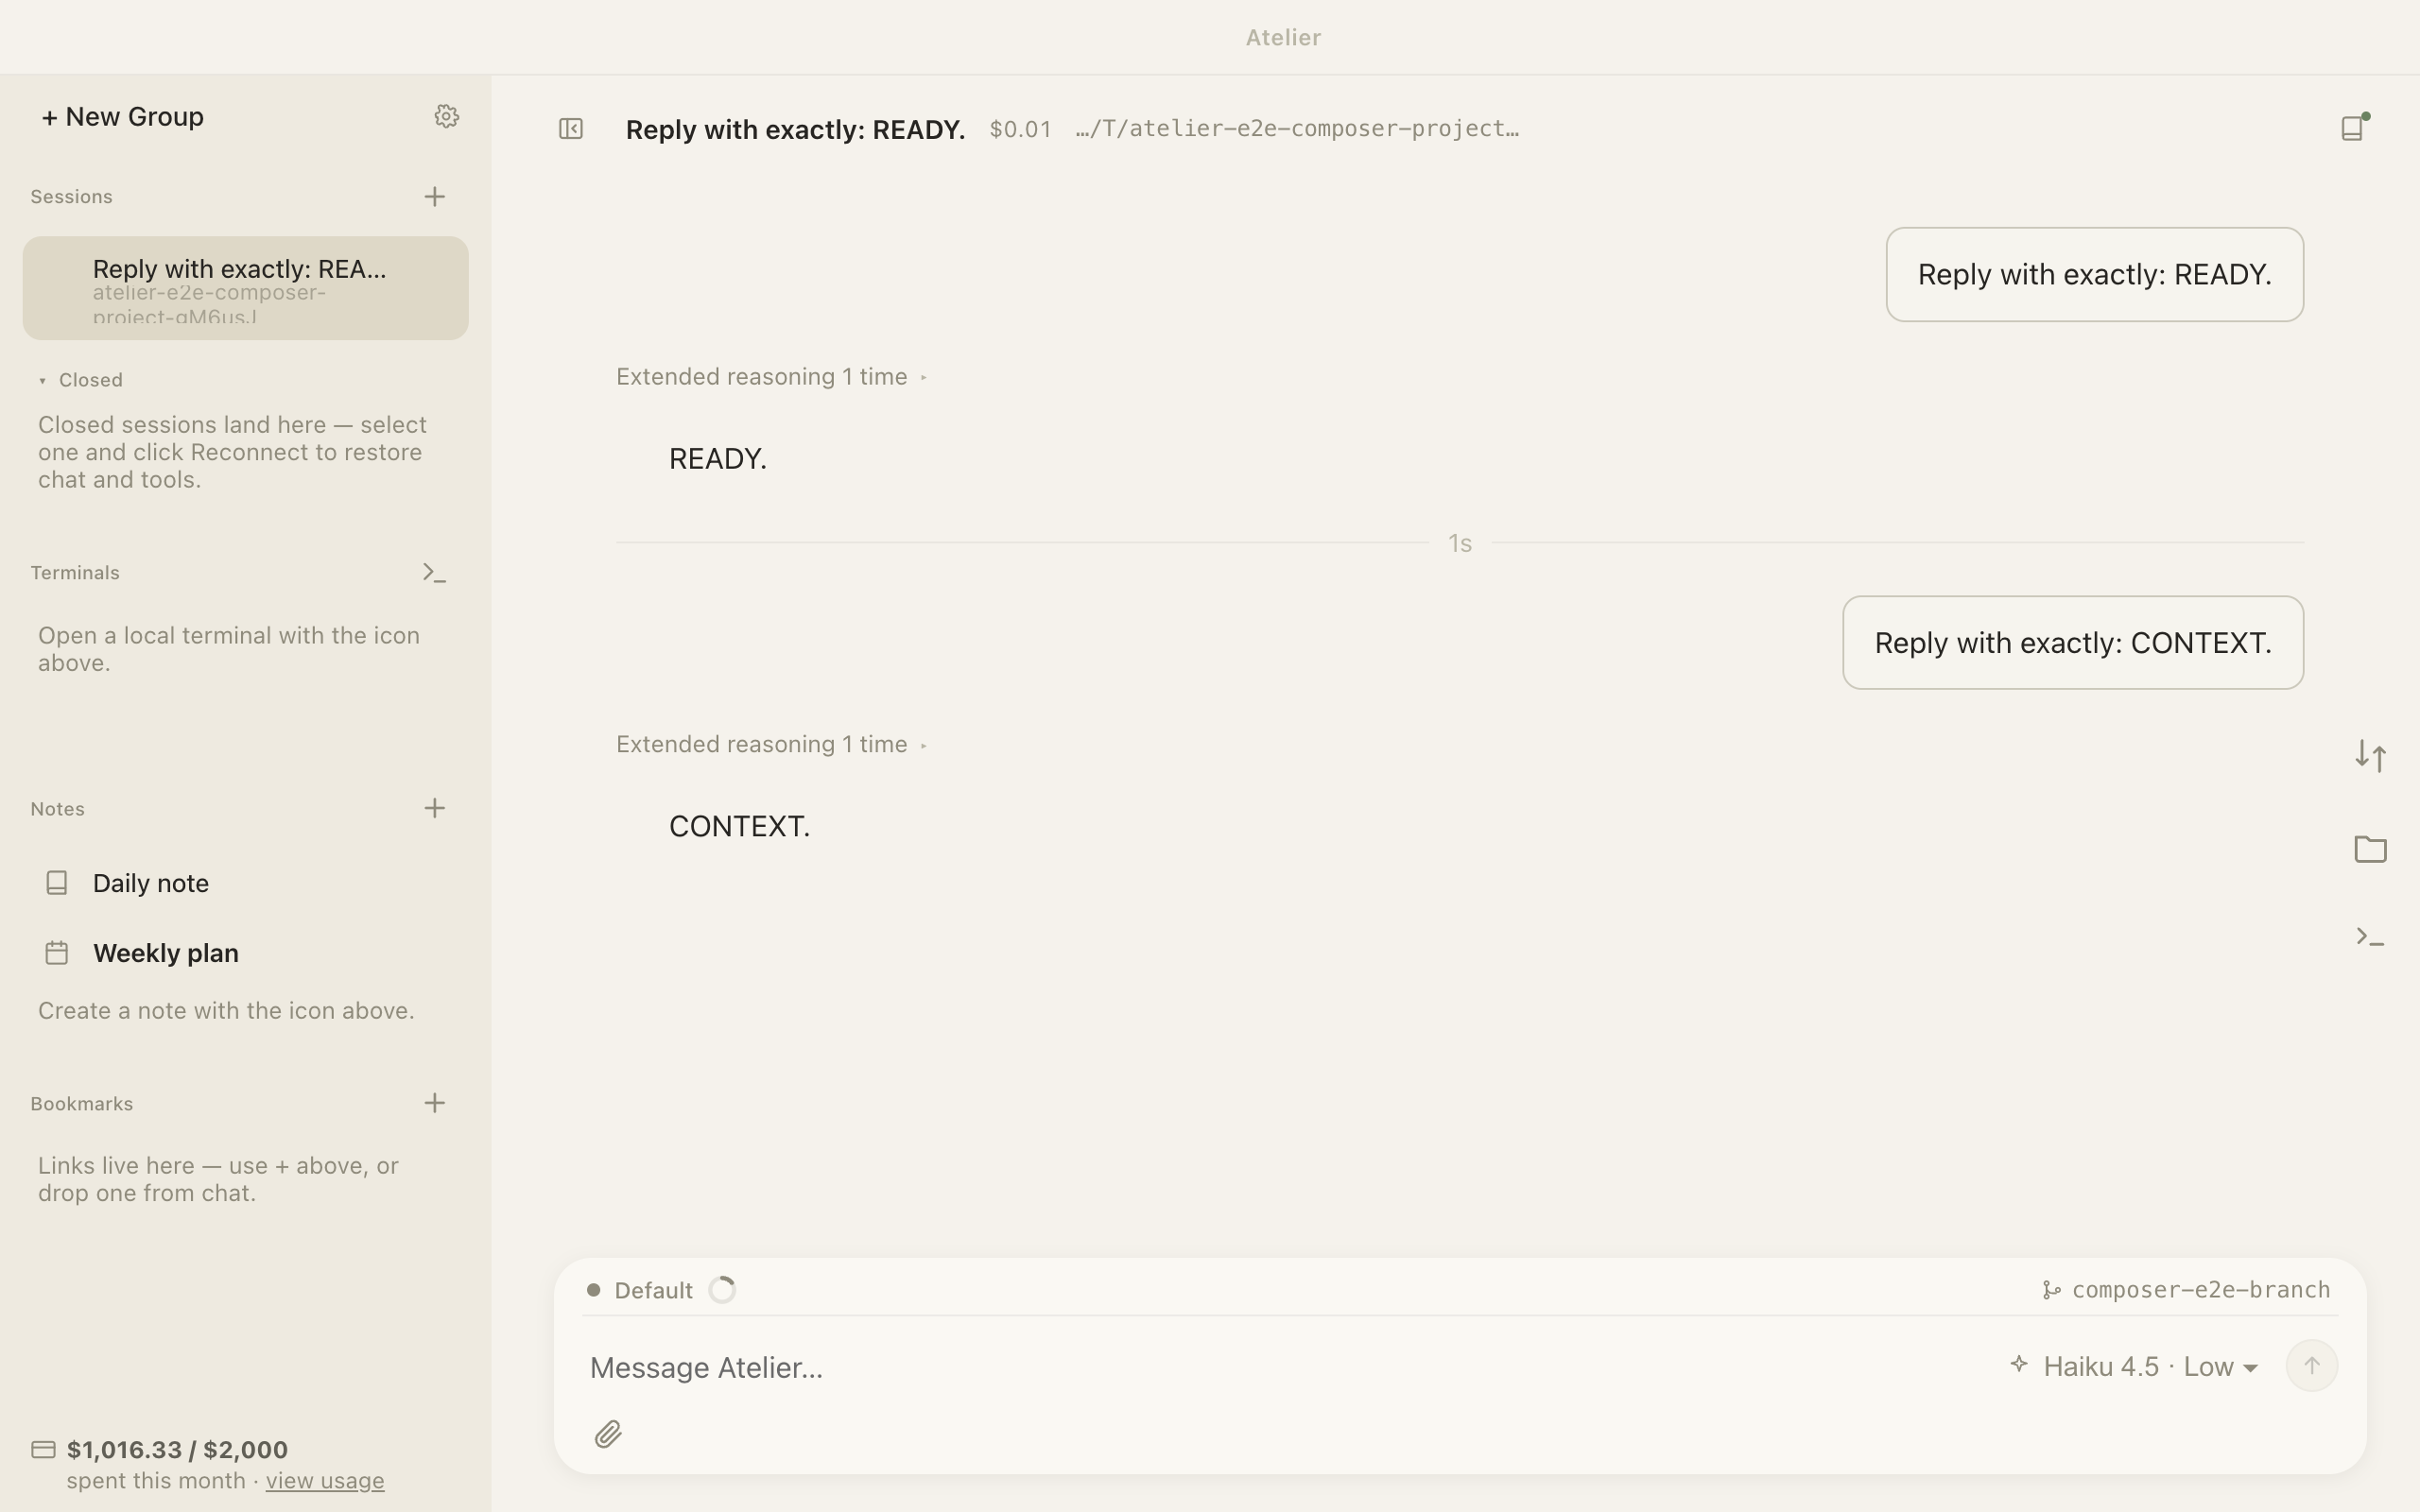 Atelier
+ New Group
Sessions
Reply with exactly: REA...
atelier-e2e-composer-
project-gM6usJ
Closed
Closed sessions land here — select
one and click Reconnect to restore
chat and tools.
Terminals
Open a local terminal with the icon
above.
Notes
Daily note
Weekly plan
Create a note with the icon above.
Bookmarks
Links live here — use + above, or
drop one from chat.
$1,016.33 / $2,000
spent this month · view usage
Reply with exactly: READY. $0.01 …/T/atelier-e2e-composer-project…
Reply with exactly: READY.
Extended reasoning 1 time
READY.
1s
Reply with exactly: CONTEXT.
Extended reasoning 1 time
CONTEXT.
Default
composer-e2e-branch
Message Atelier...
Haiku 4.5 · Low